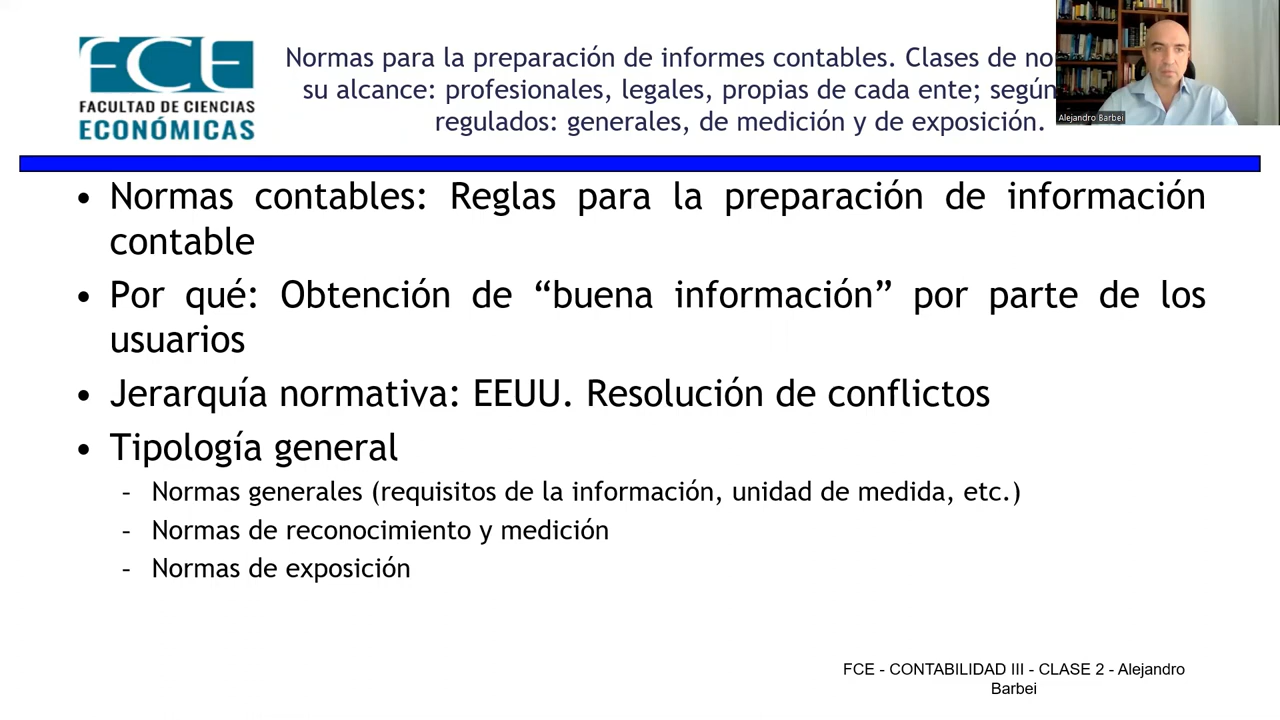 FCE
FACULTAD DE CIENCIAS
ECONÓMICAS
Normas para la preparación de informes contables. Clases de no
su alcance: profesionales, legales, propias de cada ente; según
regulados: generales, de medición y de exposición.
Alejandro Barbei
• Normas contables: Reglas para la preparación de información
contable
• Por qué: Obtención de “buena información” por parte de los
usuarios
• Jerarquía normativa: EEUU. Resolución de conflictos
• Tipología general
– Normas generales (requisitos de la información, unidad de medida, etc.)
– Normas de reconocimiento y medición
– Normas de exposición
FCE - CONTABILIDAD III - CLASE 2 - Alejandro
Barbei